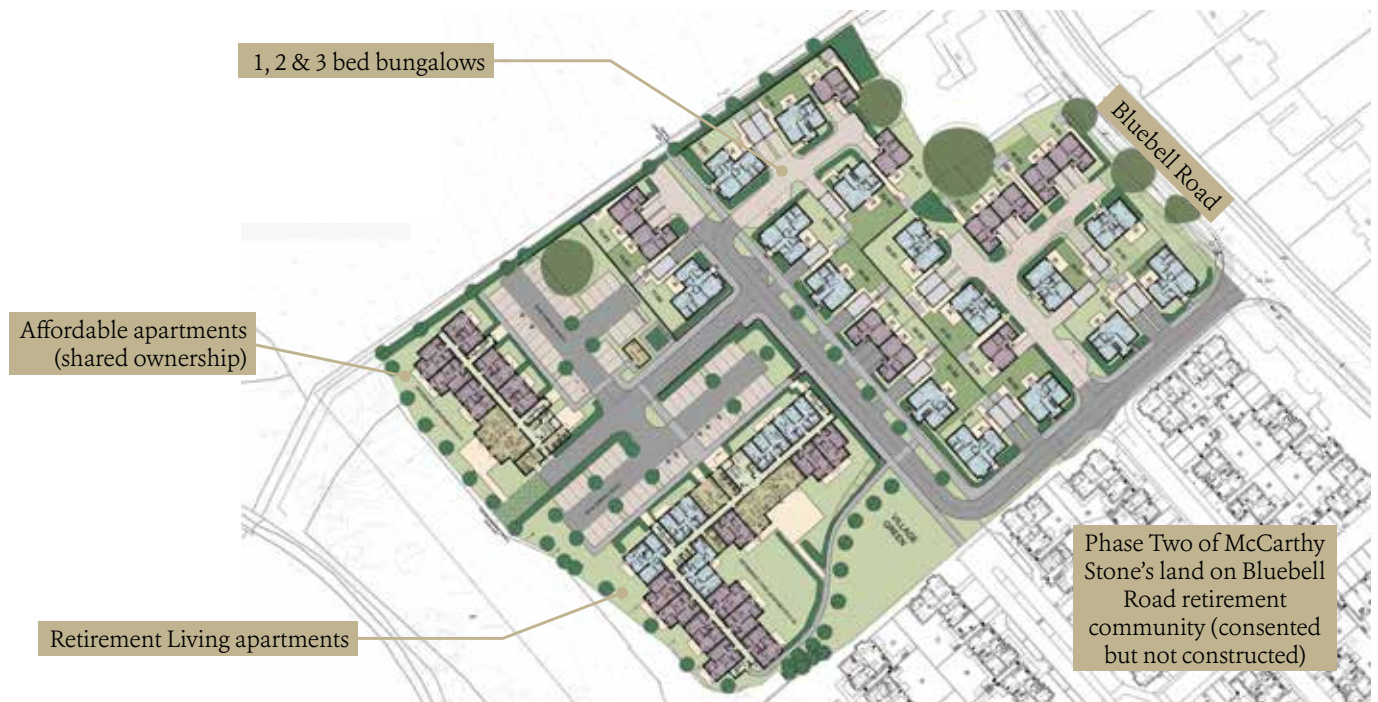 1, 2 & 3 bed bungalows
Bluebell Road
Affordable apartments
(shared ownership)
VILLAGE
GREEN
Phase Two of McCarthy
Stone’s land on Bluebell
Road retirement
community (consented
but not constructed)
Retirement Living apartments